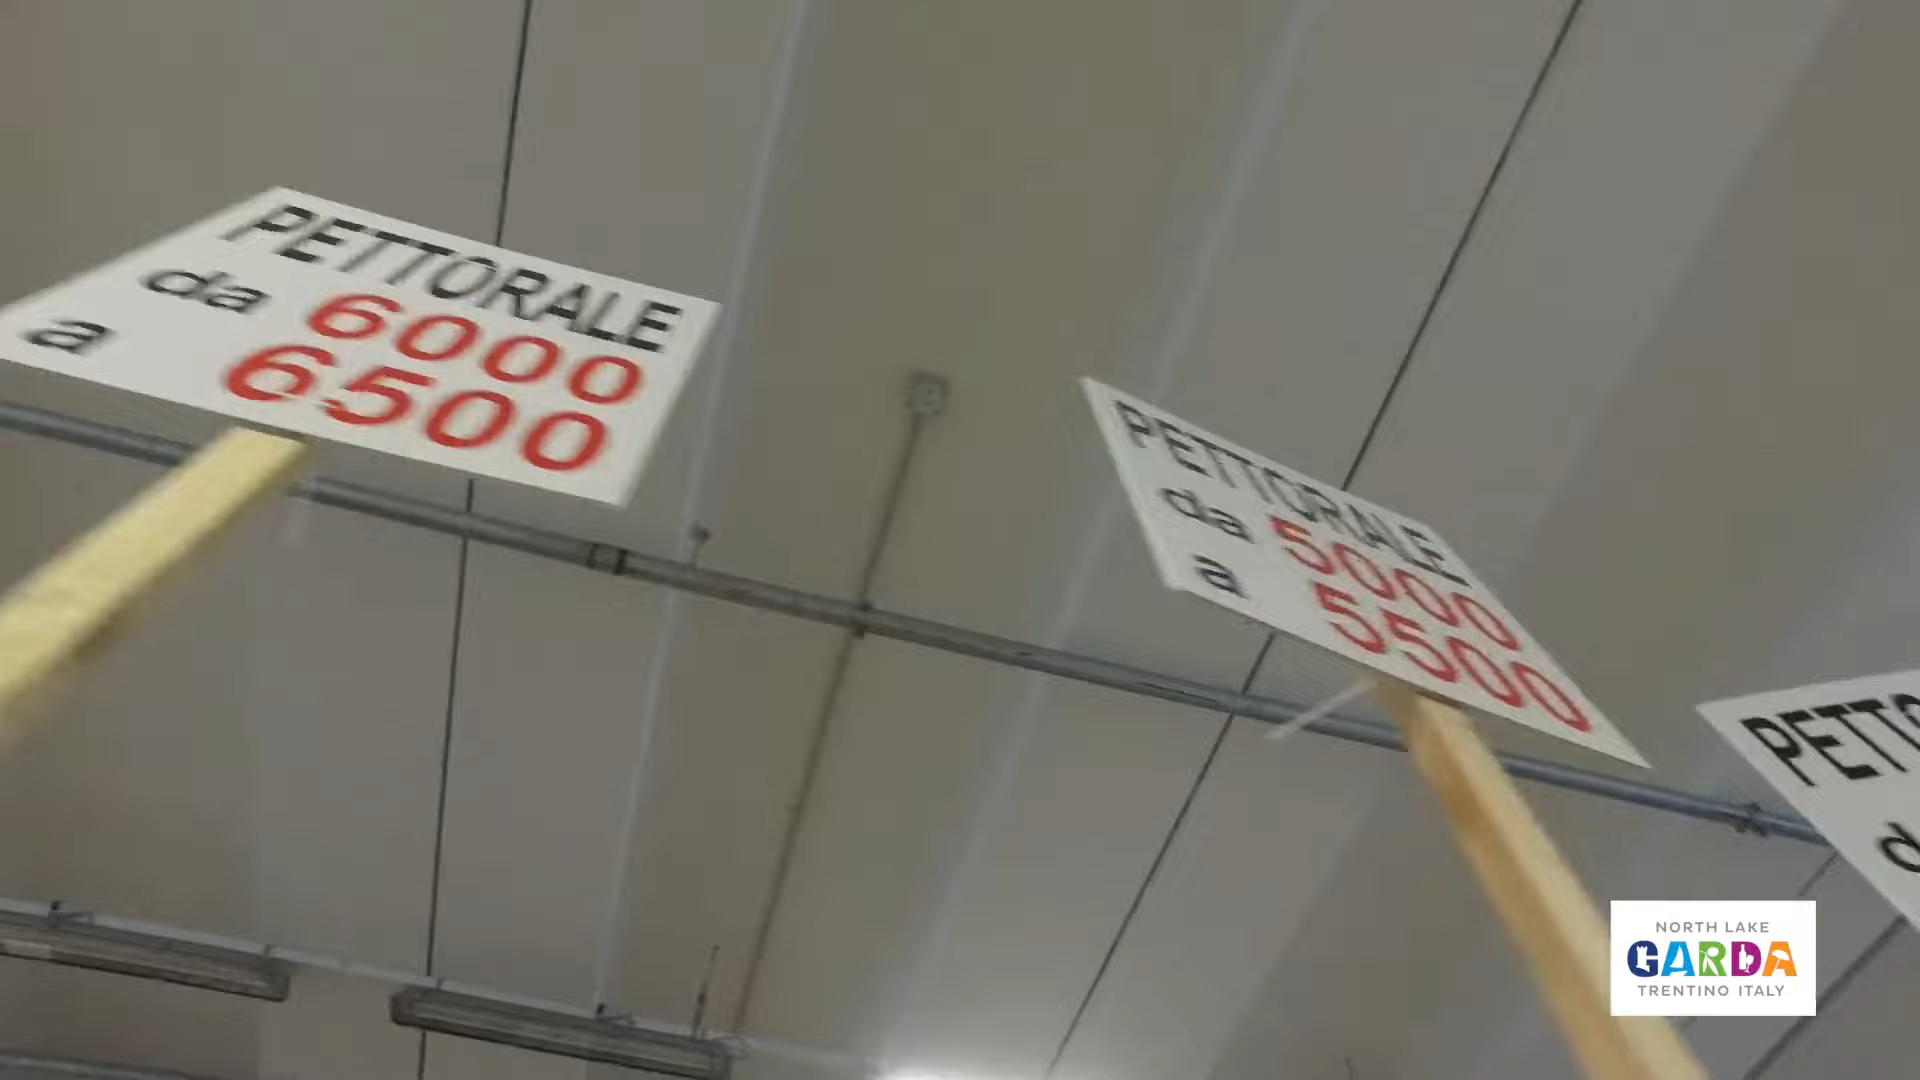 PETTORALE
da 6000
a 6500
PETTORALE
da 5000
a 5500
PETTO
d
NORTH LAKE
GARDA
TRENTINO ITALY